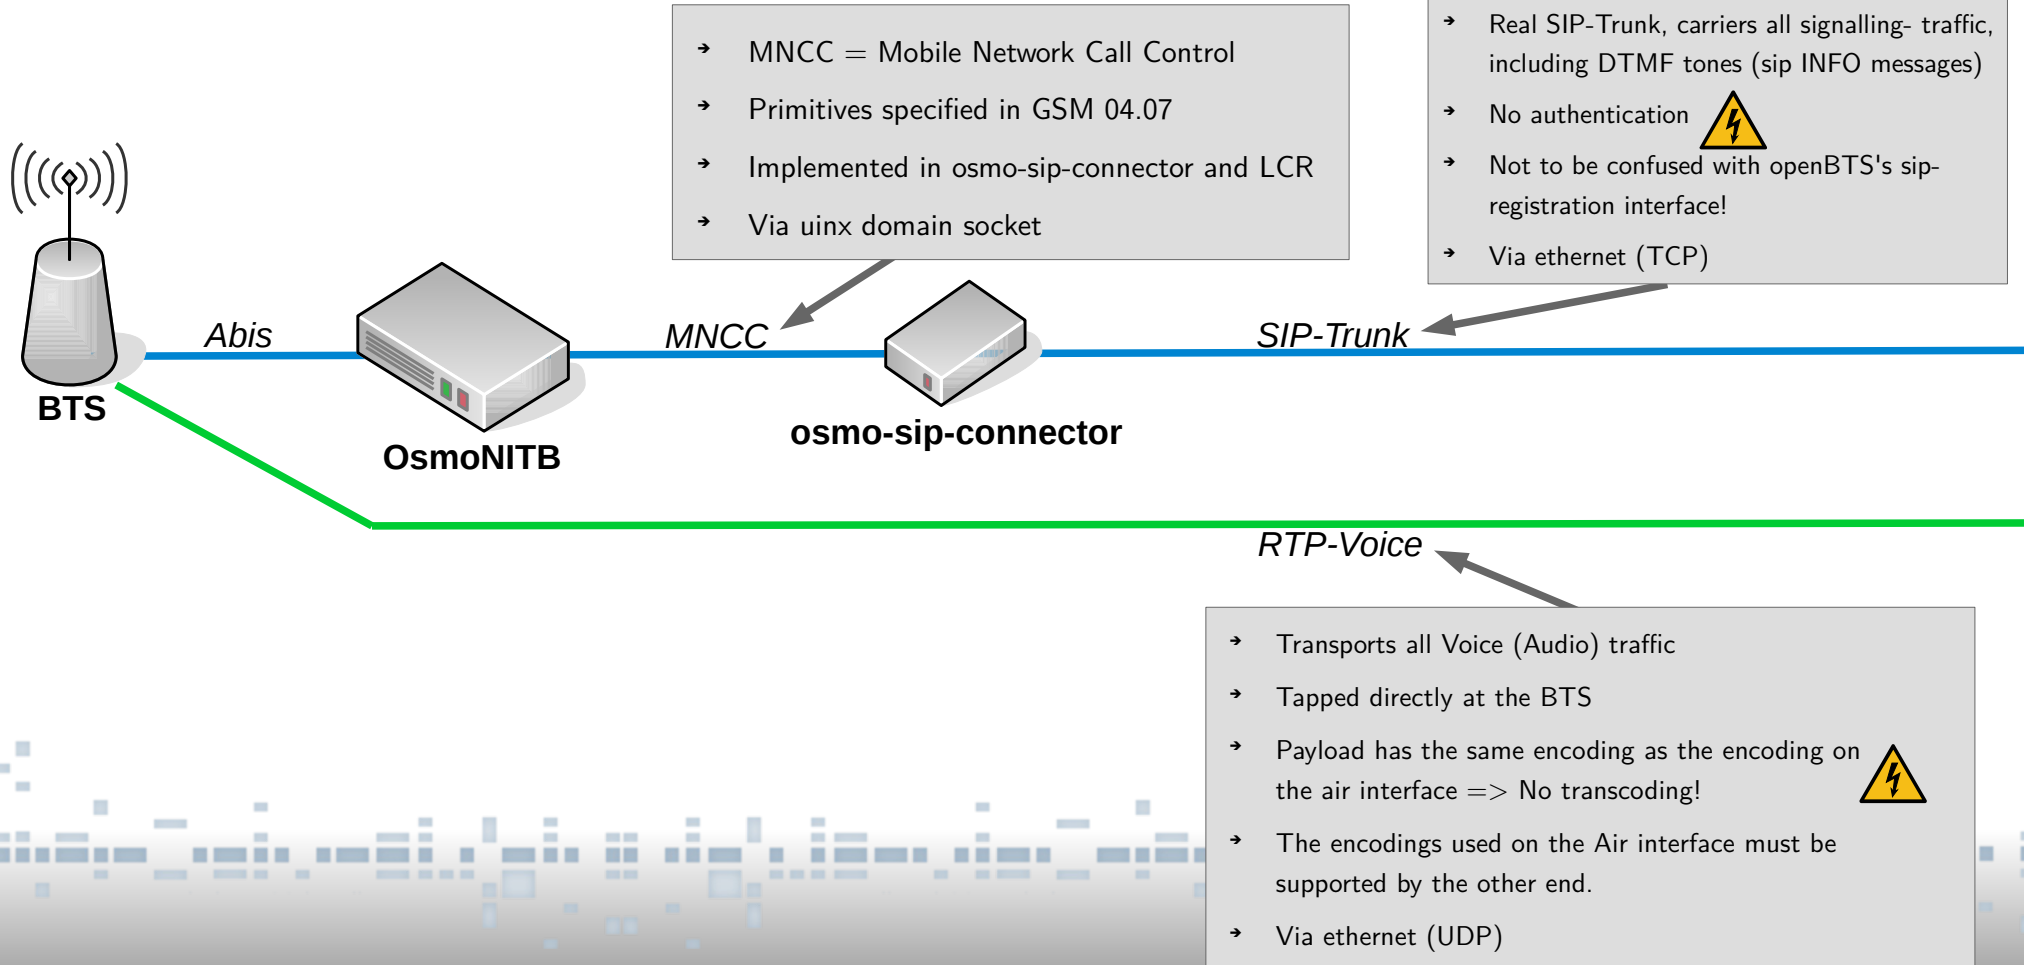 ➔ MNCC = Mobile Network Call Control
➔ Primitives specified in GSM 04.07
➔ Implemented in osmo-sip-connector and LCR
➔ Via uinx domain socket
➔ Real SIP-Trunk, carriers all signalling- traffic,
including DTMF tones (sip INFO messages)
➔ No authentication
➔ Not to be confused with openBTS's sip-
registration interface!
➔ Via ethernet (TCP)
Abis
MNCC
SIP-Trunk
BTS
OsmoNITB
osmo-sip-connector
RTP-Voice
➔ Transports all Voice (Audio) traffic
➔ Tapped directly at the BTS
➔ Payload has the same encoding as the encoding on
the air interface => No transcoding!
➔ The encodings used on the Air interface must be
supported by the other end.
➔ Via ethernet (UDP)